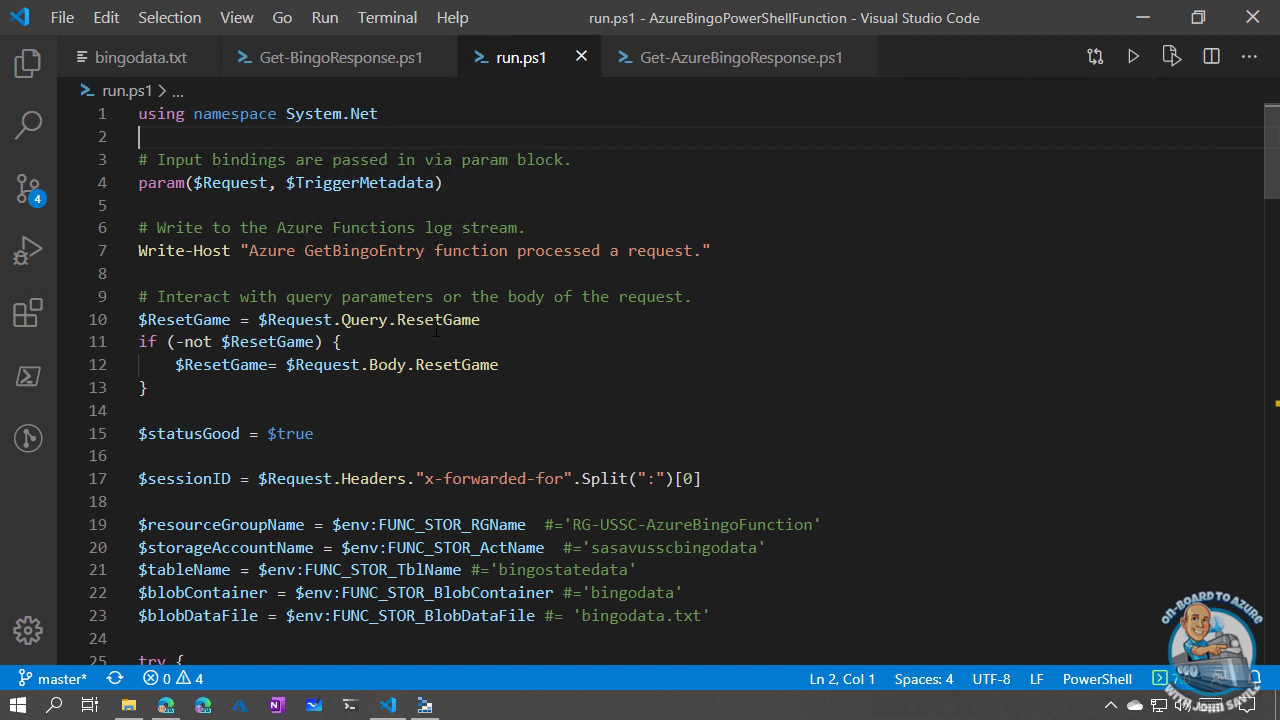 File Edit Selection View Go Run Terminal Help run.ps1 - AzureBingoPowerShellFunction - Visual Studio Code
bingodata.txt Get-BingoResponse.ps1 run.ps1 Get-AzureBingoResponse.ps1
run.ps1 > ...
1 using namespace System.Net
2
3 # Input bindings are passed in via param block.
4 param($Request, $TriggerMetadata)
5
6 # Write to the Azure Functions log stream.
7 Write-Host "Azure GetBingoEntry function processed a request."
8
9 # Interact with query parameters or the body of the request.
10 $ResetGame = $Request.Query.ResetGame
11 if (-not $ResetGame) {
12 $ResetGame= $Request.Body.ResetGame
13 }
14
15 $statusGood = $true
16
17 $sessionID = $Request.Headers."x-forwarded-for".Split(":")[0]
18
19 $resourceGroupName = $env:FUNC_STOR_RGName #='RG-USSC-AzureBingoFunction'
20 $storageAccountName = $env:FUNC_STOR_ActName #='sasavusscbingodata'
21 $tableName = $env:FUNC_STOR_TblName #='bingostatedata'
22 $blobContainer = $env:FUNC_STOR_BlobContainer #='bingodata'
23 $blobDataFile = $env:FUNC_STOR_BlobDataFile #= 'bingodata.txt'
24
25 try {
4
ON-BOARD TO AZURE
WITH JOHN SAVILL
master* 0 4 Ln 2, Col 1 Spaces: 4 UTF-8 LF PowerShell